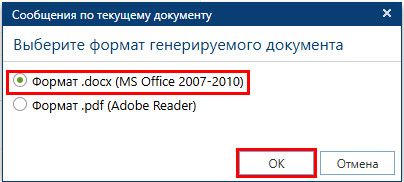 Сообщения по текущему документу
Выберите формат генерируемого документа
Формат .docx (MS Office 2007-2010)
Формат .pdf (Adobe Reader)
ОК Отмена